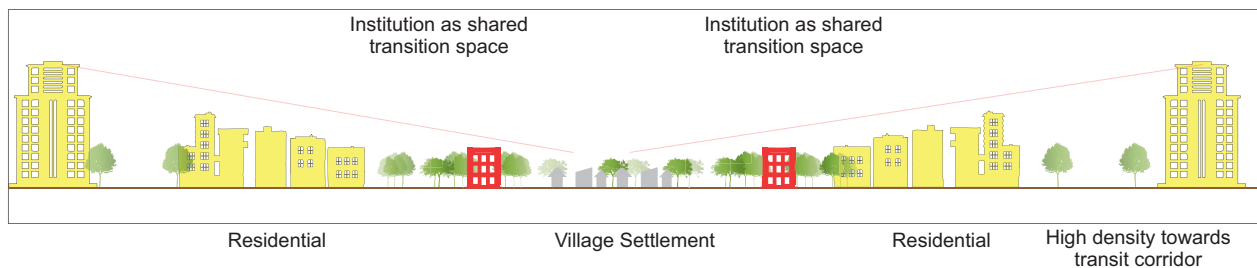 Institution as shared
transition space
Institution as shared
transition space
Residential
Village Settlement
Residential
High density towards
transit corridor